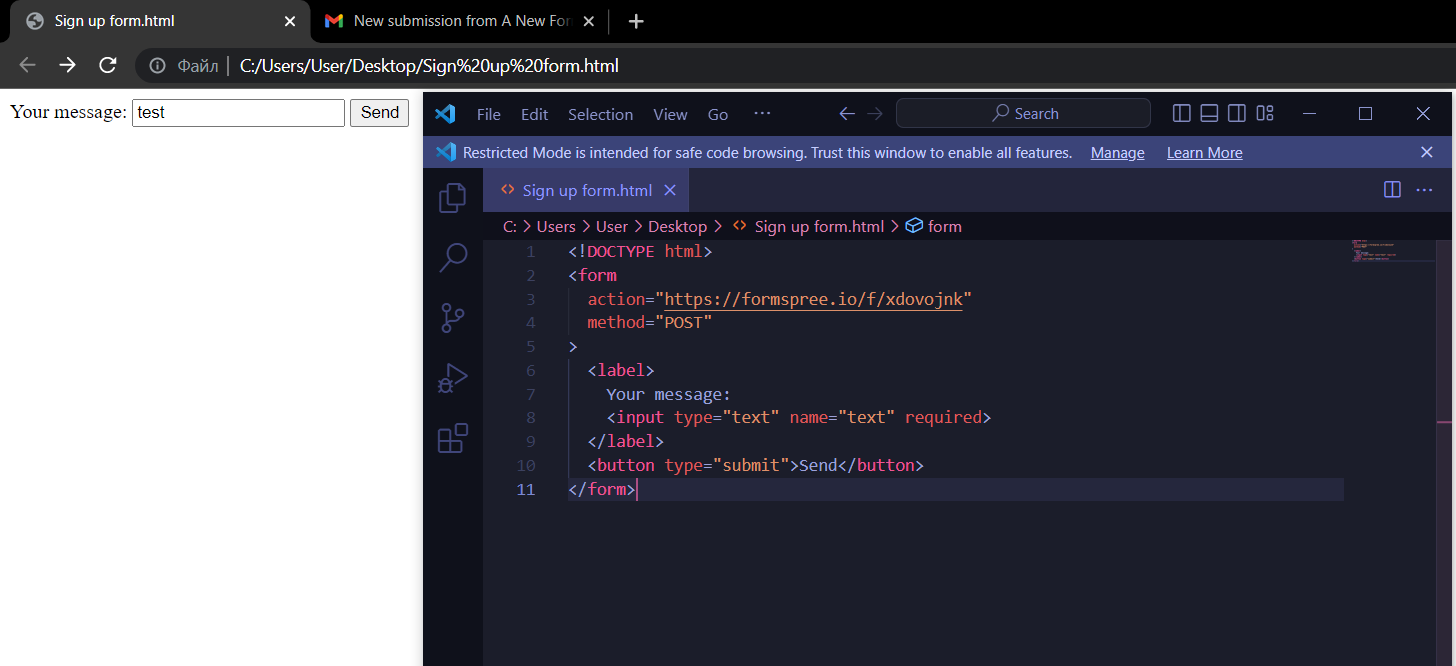 Sign up form.html
New submission from A New For
Файл
C:/Users/User/Desktop/Sign%20up%20form.html
Your message: test Send
File Edit Selection View Go ··· Search
Restricted Mode is intended for safe code browsing. Trust this window to enable all features. Manage Learn More
Sign up form.html
C: > Users > User > Desktop > Sign up form.html > form
1 <!DOCTYPE html>
2 <form
3 action="https://formspree.io/f/xdovojnk"
4 method="POST"
5 >
6 <label>
7 Your message:
8 <input type="text" name="text" required>
9 </label>
10 <button type="submit">Send</button>
11 </form>